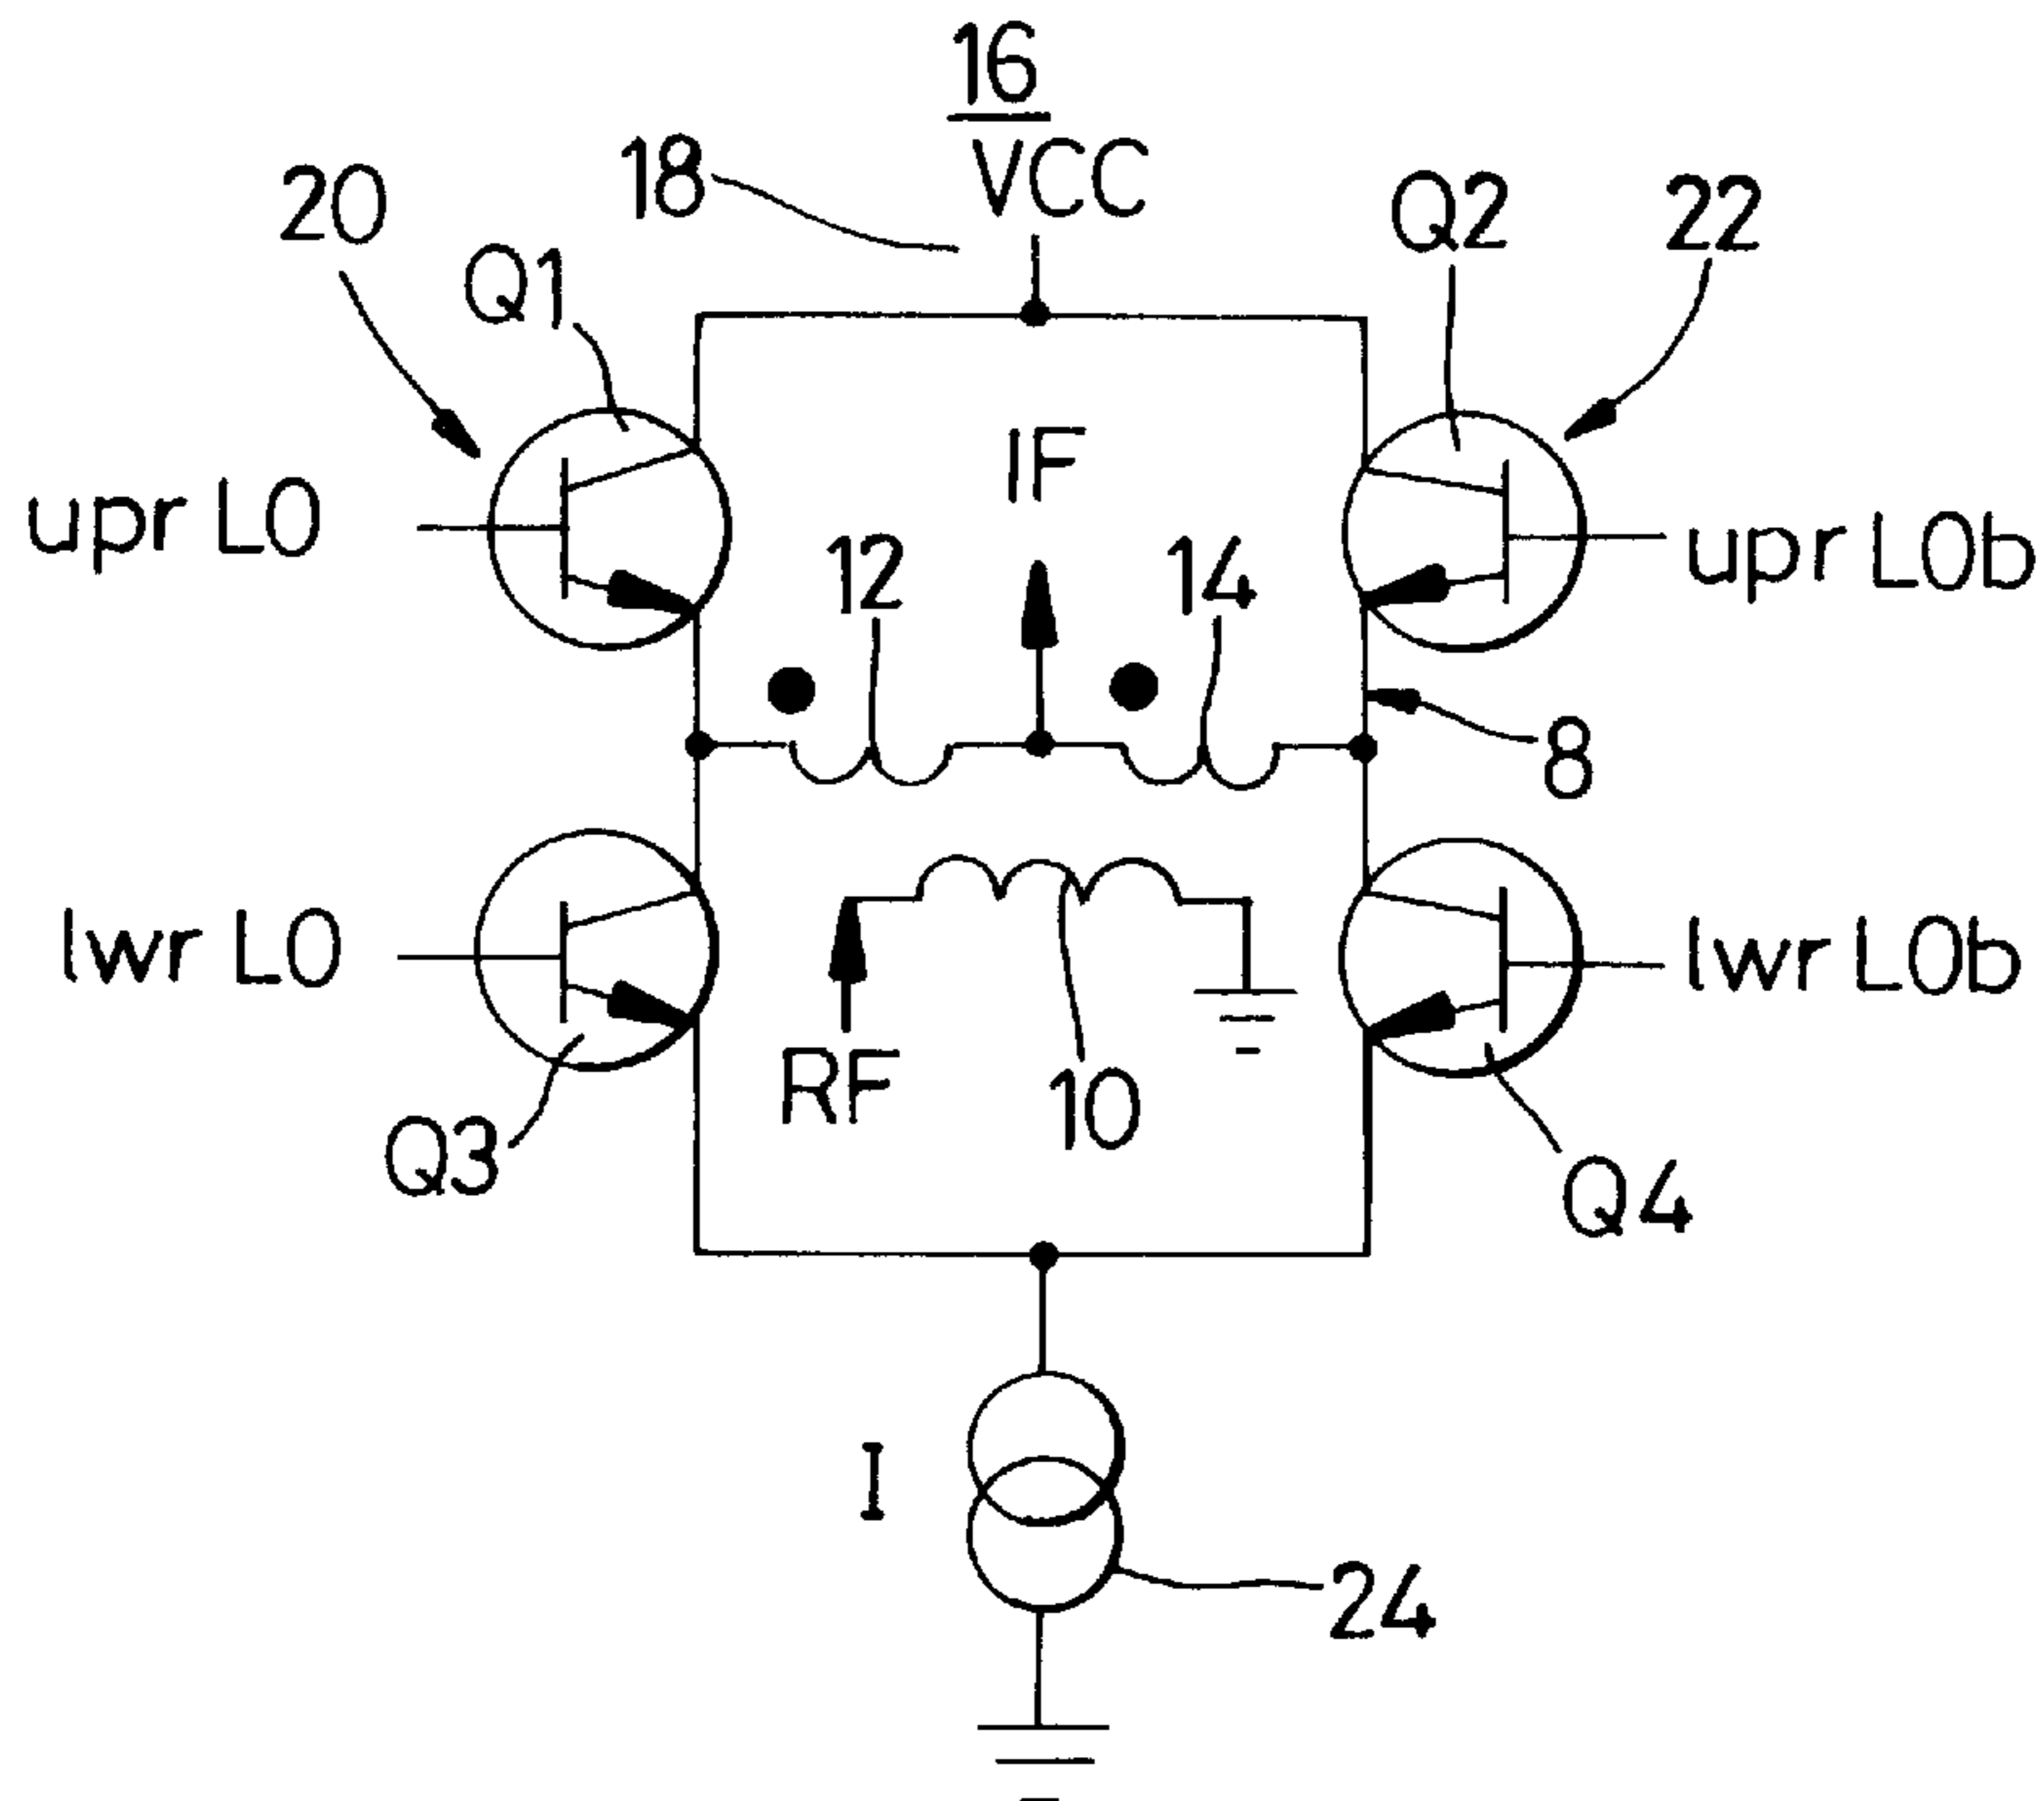 16
VCC
18
20
Q1
Q2
22
IF
upr LO
12
14
upr LOb
8
lwr LO
lwr LOb
RF
10
Q3
Q4
I
24